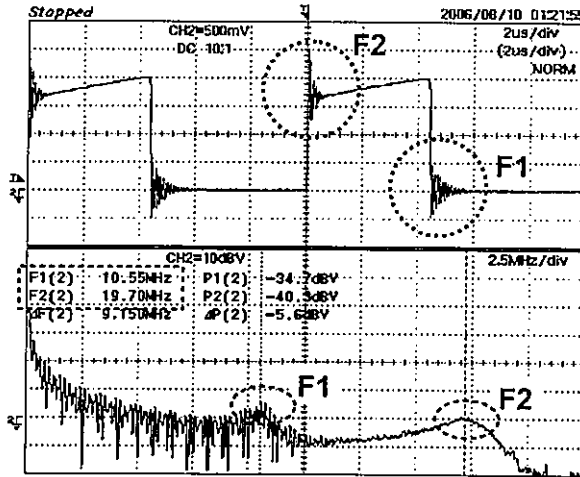 Stopped 2006/08/10 01:21:55
CH2=500mV 2us/div
DC 10:1 (2us/div)
NORM
F2
F1
CH2=10dBV 2.5MHz/div
F1(2) 10.55MHz P1(2) -34.7dBV
F2(2) 19.70MHz P2(2) -40.3dBV
ΔF(2) 9.150MHz ΔP(2) -5.6dBV
F1
F2